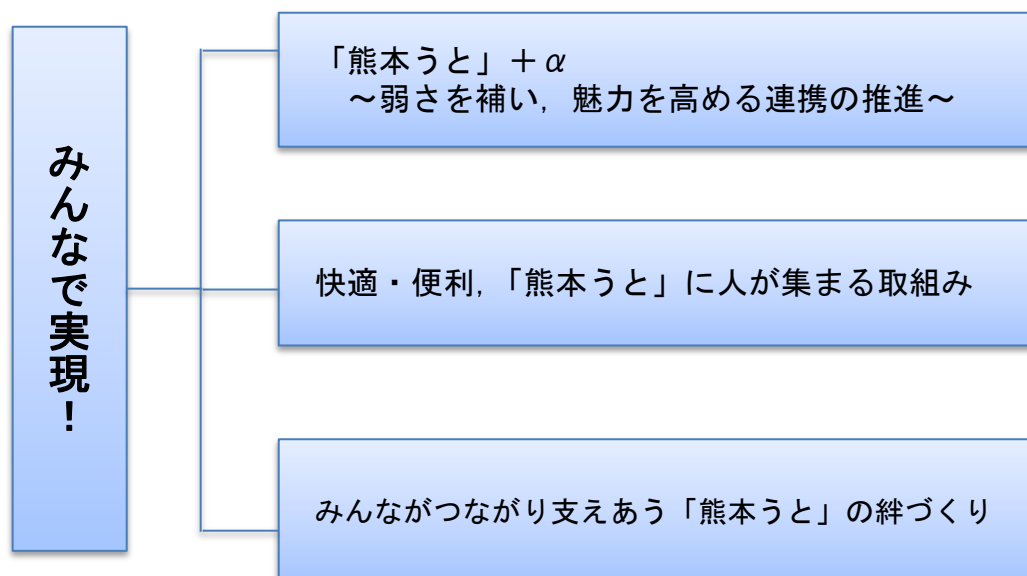 みんなで実現！
「熊本うと」＋α
～弱さを補い，魅力を高める連携の推進～
快適・便利，「熊本うと」に人が集まる取組み
みんながつながり支えあう「熊本うと」の絆づくり